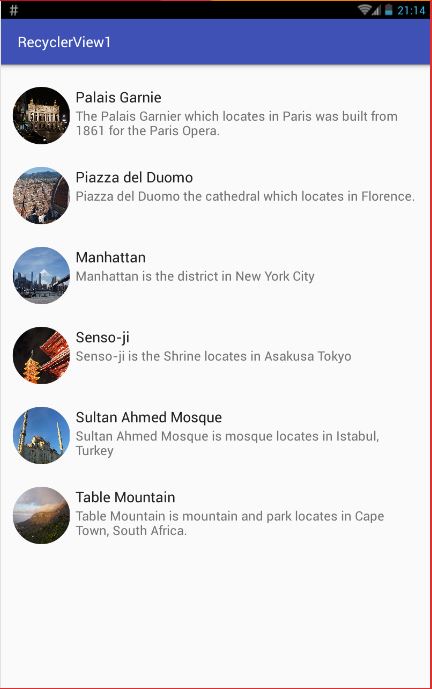 #
21:14
RecyclerView1
Palais Garnie
The Palais Garnier which locates in Paris was built from
1861 for the Paris Opera.
Piazza del Duomo
Piazza del Duomo the cathedral which locates in Florence.
Manhattan
Manhattan is the district in New York City
Senso-ji
Senso-ji is the Shrine locates in Asakusa Tokyo
Sultan Ahmed Mosque
Sultan Ahmed Mosque is mosque locates in Istabul,
Turkey
Table Mountain
Table Mountain is mountain and park locates in Cape
Town, South Africa.